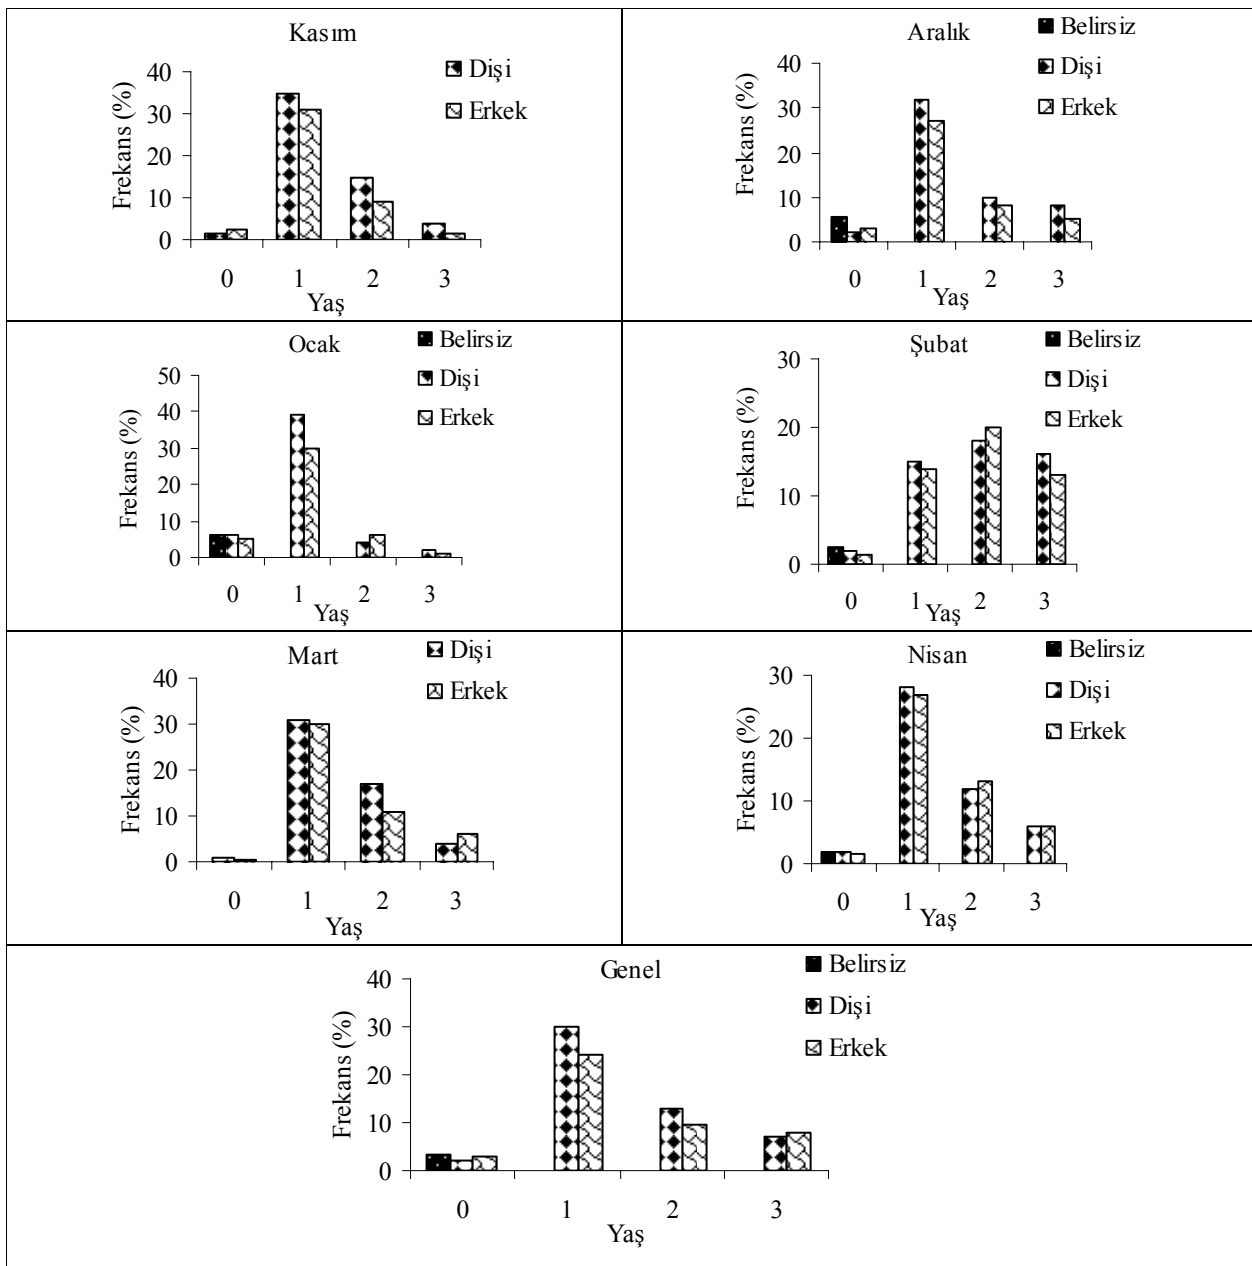 Kasım
Dişi
Erkek
Frekans (%)
40
30
20
10
0
0 1 2 3
Yaş
Aralık
Belirsiz
Dişi
Erkek
Frekans (%)
40
30
20
10
0
0 1 2 3
Yaş
Ocak
Belirsiz
Dişi
Erkek
Frekans (%)
50
40
30
20
10
0
0 1 2 3
Yaş
Şubat
Belirsiz
Dişi
Erkek
Frekans (%)
30
20
10
0
0 1 2 3
Yaş
Mart
Dişi
Erkek
Frekans (%)
40
30
20
10
0
0 1 2 3
Yaş
Nisan
Belirsiz
Dişi
Erkek
Frekans (%)
30
20
10
0
0 1 2 3
Yaş
Genel
Belirsiz
Dişi
Erkek
Frekans (%)
40
30
20
10
0
0 1 2 3
Yaş